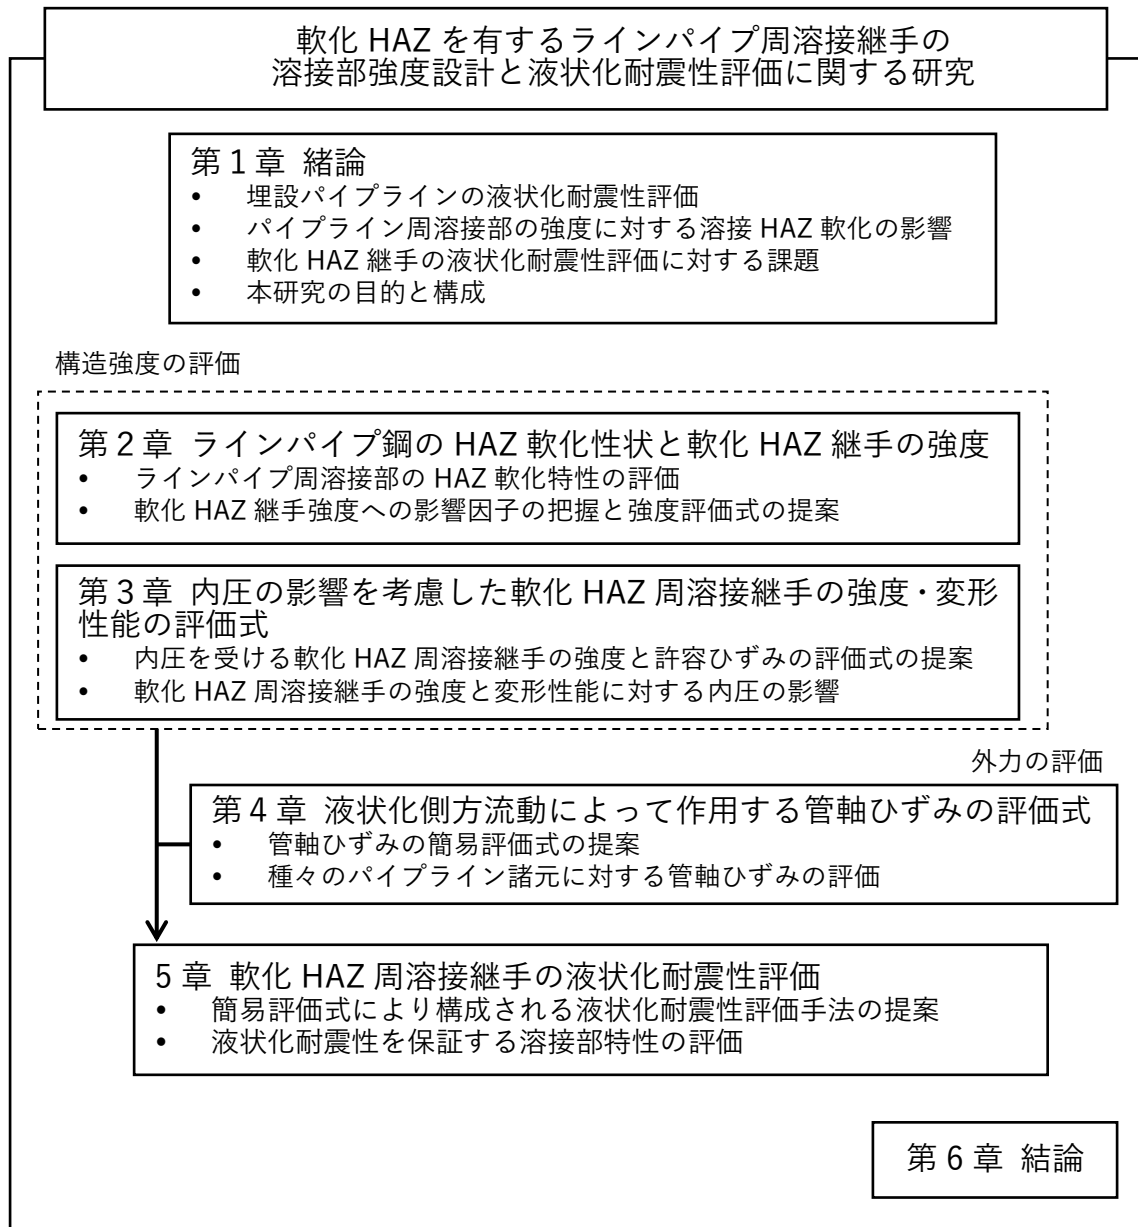 軟化 HAZ を有するラインパイプ周溶接継手の
溶接部強度設計と液状化耐震性評価に関する研究
第 1 章 緒論
• 埋設パイプラインの液状化耐震性評価
• パイプライン周溶接部の強度に対する溶接 HAZ 軟化の影響
• 軟化 HAZ 継手の液状化耐震性評価に対する課題
• 本研究の目的と構成
構造強度の評価
第 2 章 ラインパイプ鋼の HAZ 軟化性状と軟化 HAZ 継手の強度
• ラインパイプ周溶接部の HAZ 軟化特性の評価
• 軟化 HAZ 継手強度への影響因子の把握と強度評価式の提案
第 3 章 内圧の影響を考慮した軟化 HAZ 周溶接継手の強度・変形
性能の評価式
• 内圧を受ける軟化 HAZ 周溶接継手の強度と許容ひずみの評価式の提案
• 軟化 HAZ 周溶接継手の強度と変形性能に対する内圧の影響
外力の評価
第 4 章 液状化側方流動によって作用する管軸ひずみの評価式
• 管軸ひずみの簡易評価式の提案
• 種々のパイプライン諸元に対する管軸ひずみの評価
5 章 軟化 HAZ 周溶接継手の液状化耐震性評価
• 簡易評価式により構成される液状化耐震性評価手法の提案
• 液状化耐震性を保証する溶接部特性の評価
第 6 章 結論